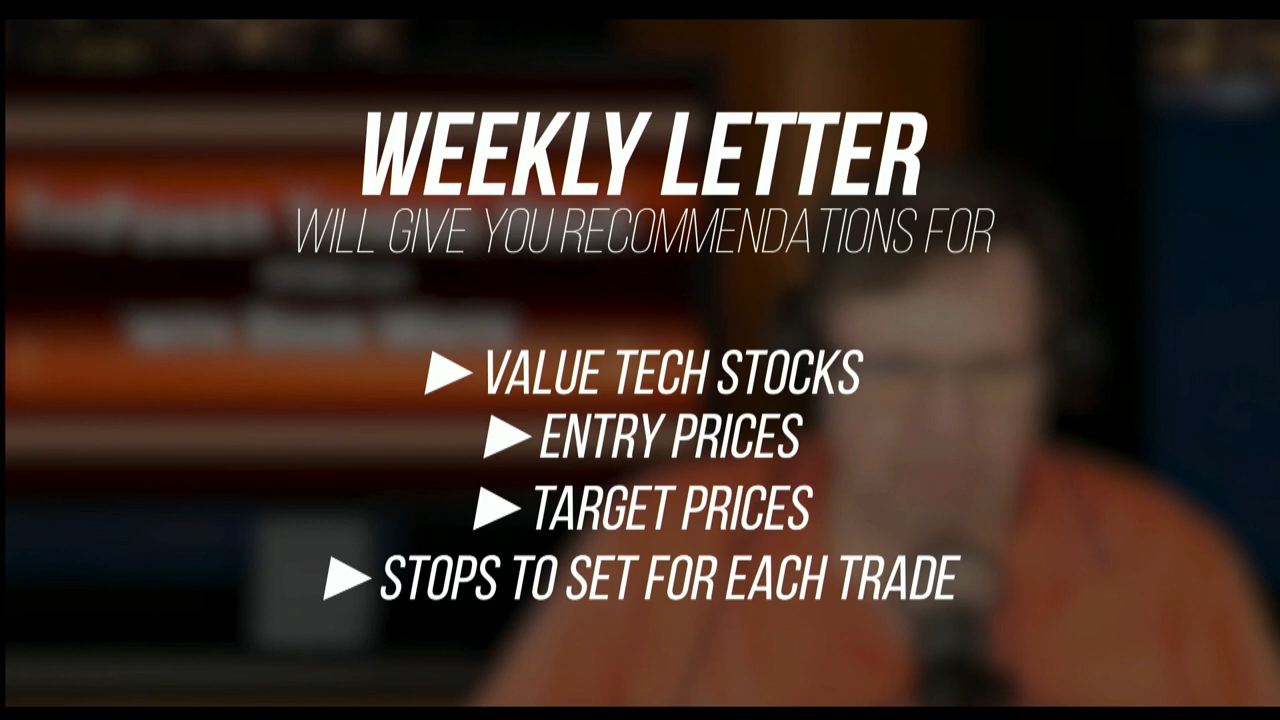 WEEKLY LETTER
WILL GIVE YOU RECOMMENDATIONS FOR
▶ VALUE TECH STOCKS
▶ ENTRY PRICES
▶ TARGET PRICES
▶ STOPS TO SET FOR EACH TRADE